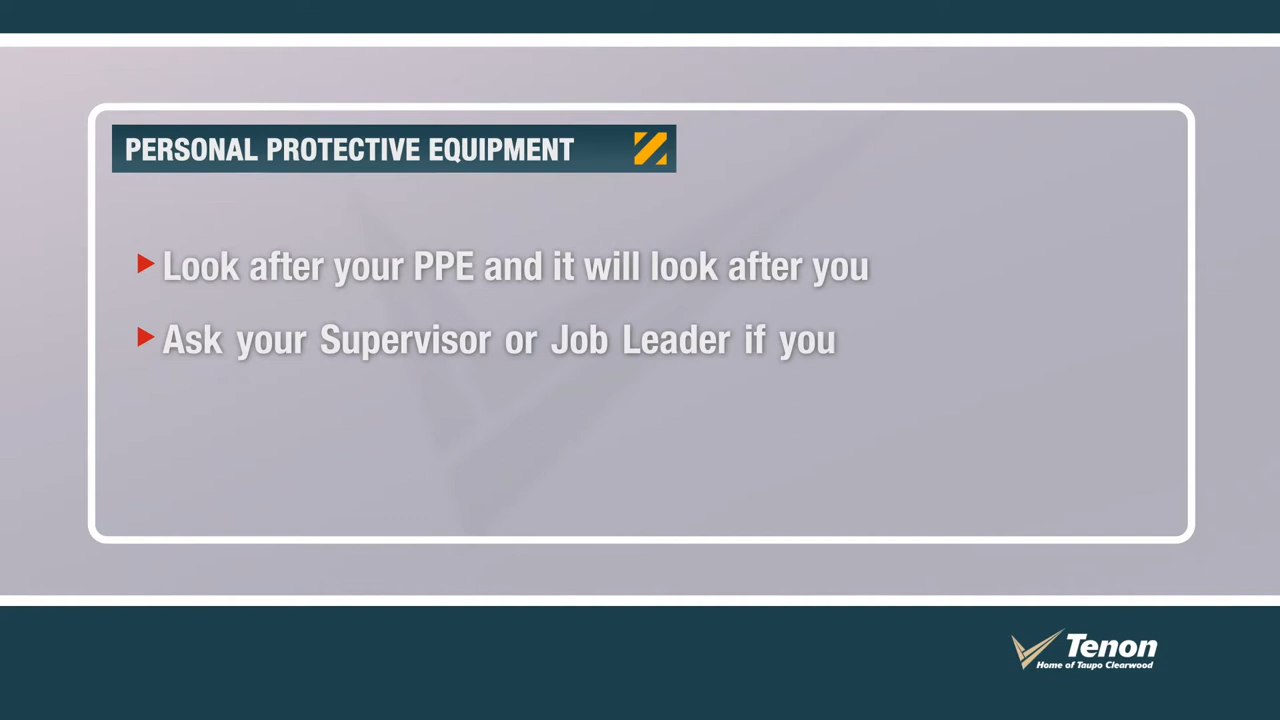 PERSONAL PROTECTIVE EQUIPMENT
Look after your PPE and it will look after you
Ask your Supervisor or Job Leader if you
Tenon
Home of Taupo Clearwood